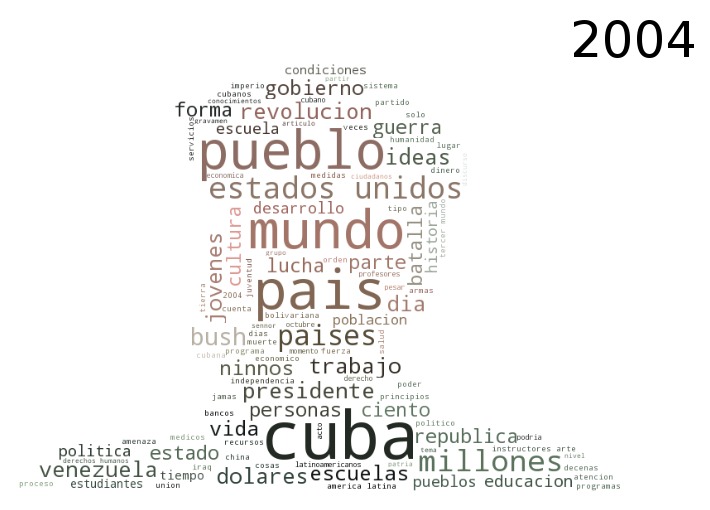 2004
condiciones
partir
imperio gobierno sistema
cubanos
conocimientos cubano partido
forma revolucion solo
gravamen articulo
servicios escuela veces guerra
humanidad lugar
pueblo ideas
dinero
economica medidas ciudadanos
estados unidos
desarrollo tipo
cultura mundo batalla historia tercer mundo
grupo
jovenes juventud lucha orden parte
profesores
tierra 2004 pais pesar armas
cuenta dia
bolivariana poblacion
sennor octubre
bush dias paises salud
muerte
cubana programa momento fuerza
economico
ninnos trabajo
independencia derecho
presidente poder
jamas principios
bancos personas ciento
vida cuba acto politico
republica podria
amenaza medicos recursos
politica estado tema instructores arte
derechos humanos china nivel
venezuela iraq cosas latinoamericanos patria millones decenas
tiempo dolares escuelas atencion
proceso estudiantes union america latina pueblos educacion programas